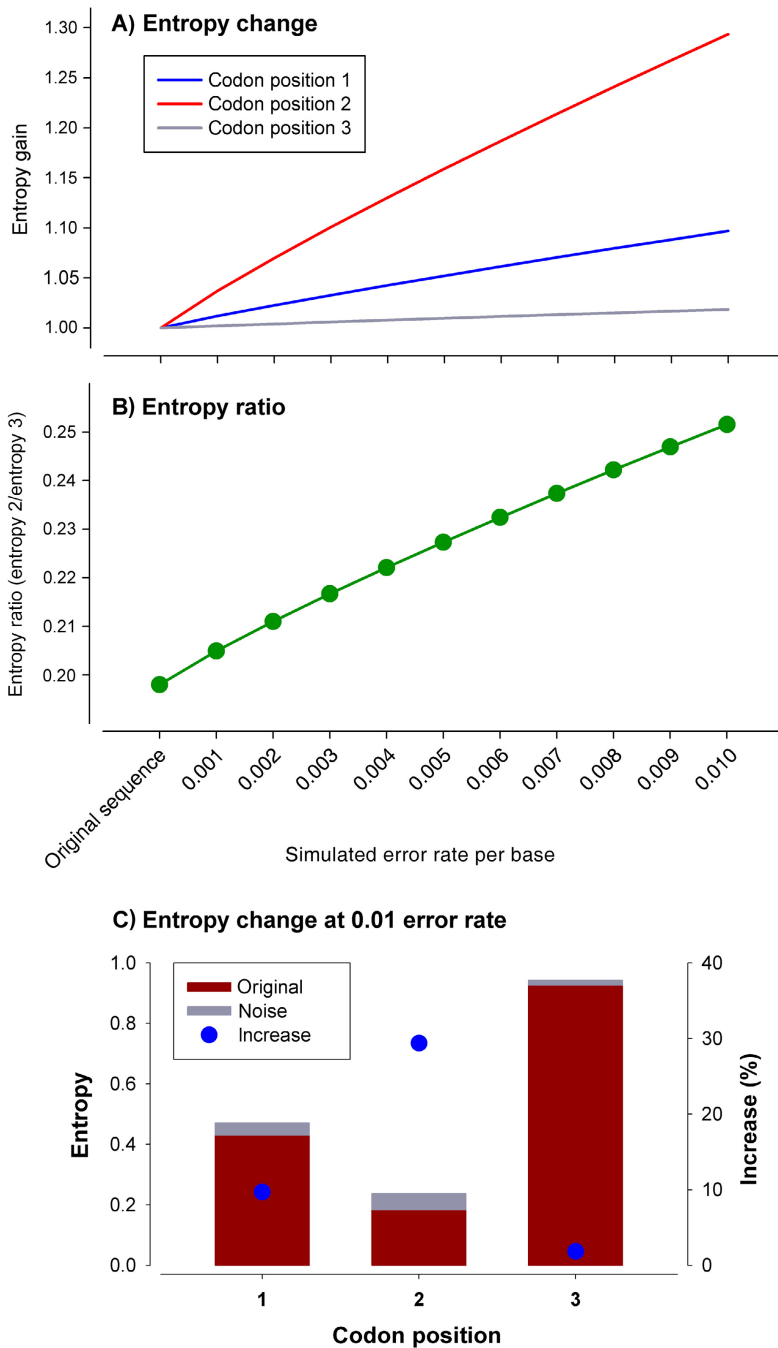 A) Entropy change
1.30
1.25
1.20
1.15
1.10
1.05
1.00
Entropy gain
Codon position 1
Codon position 2
Codon position 3
B) Entropy ratio
0.25
0.24
0.23
0.22
0.21
0.20
Entropy ratio (entropy 2/entropy 3)
Original sequence
0.001
0.002
0.003
0.004
0.005
0.006
0.007
0.008
0.009
0.010
Simulated error rate per base
C) Entropy change at 0.01 error rate
1.0
0.8
0.6
0.4
0.2
0.0
Entropy
Original
Noise
Increase
40
30
20
10
0
Increase (%)
1
2
3
Codon position